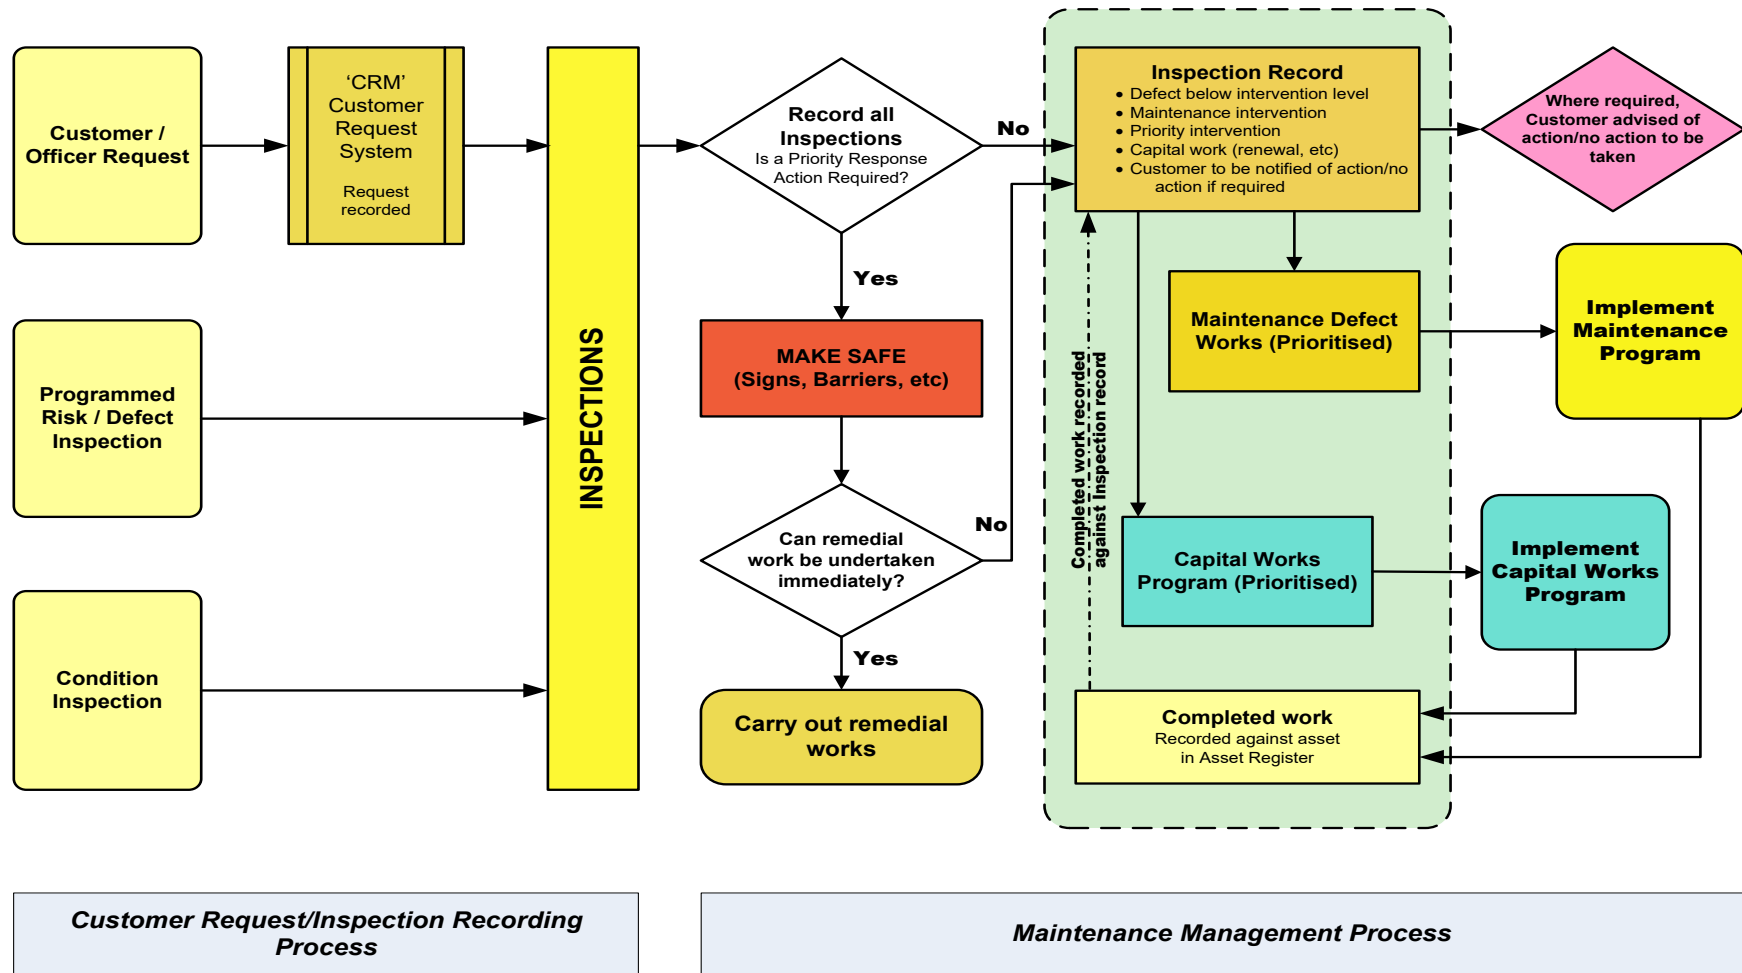 Customer /
Officer Request
‘CRM’
Customer
Request
System
Request
recorded
Programmed
Risk / Defect
Inspection
Condition
Inspection
INSPECTIONS
Record all
Inspections
Is a Priority Response
Action Required?
No
Yes
MAKE SAFE
(Signs, Barriers, etc)
Can remedial
work be undertaken
immediately?
No
Yes
Carry out remedial
works
Inspection Record
• Defect below intervention level
• Maintenance intervention
• Priority intervention
• Capital work (renewal, etc)
• Customer to be notified of action/no
action if required
Where required,
Customer advised of
action/no action to be
taken
Maintenance Defect
Works (Prioritised)
Implement
Maintenance
Program
Completed work recorded
against Inspection record
Capital Works
Program (Prioritised)
Implement
Capital Works
Program
Completed work
Recorded against asset
in Asset Register
Customer Request/Inspection Recording
Process
Maintenance Management Process